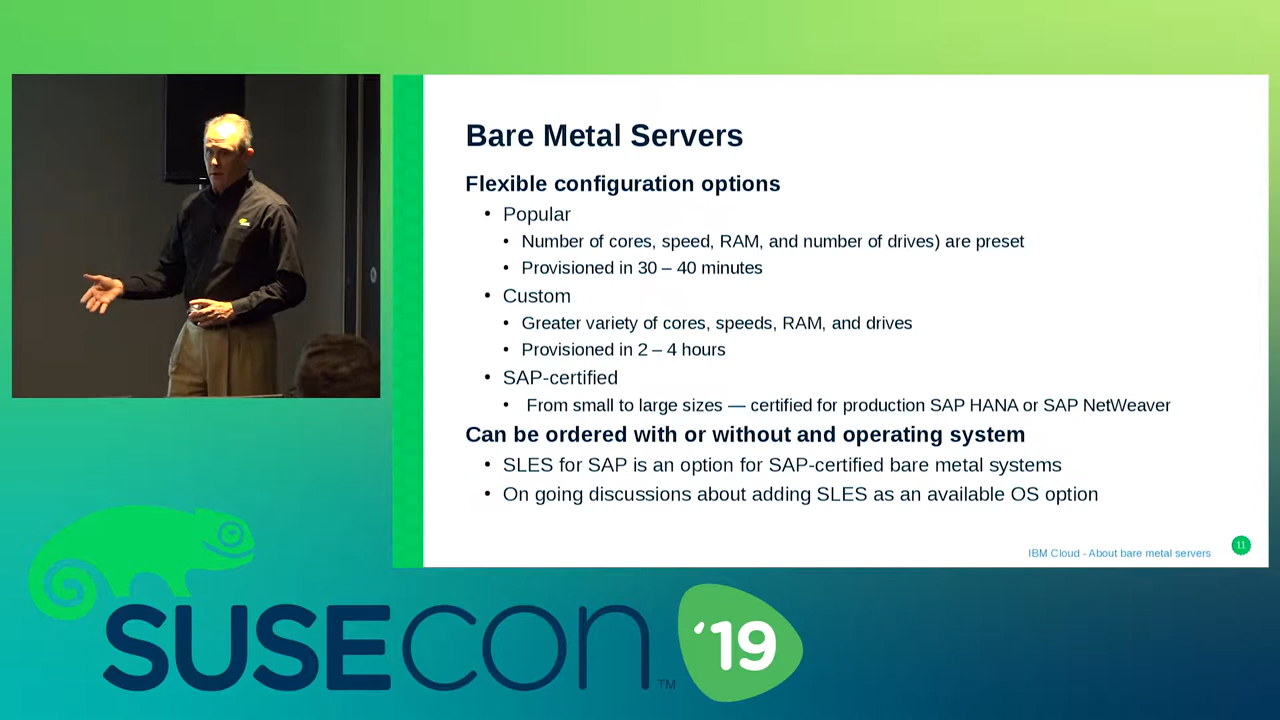 Bare Metal Servers
Flexible configuration options
• Popular
• Number of cores, speed, RAM, and number of drives) are preset
• Provisioned in 30 – 40 minutes
• Custom
• Greater variety of cores, speeds, RAM, and drives
• Provisioned in 2 – 4 hours
• SAP-certified
• From small to large sizes — certified for production SAP HANA or SAP NetWeaver
Can be ordered with or without and operating system
• SLES for SAP is an option for SAP-certified bare metal systems
• On going discussions about adding SLES as an available OS option
IBM Cloud - About bare metal servers
11
SUSECON ™ '19